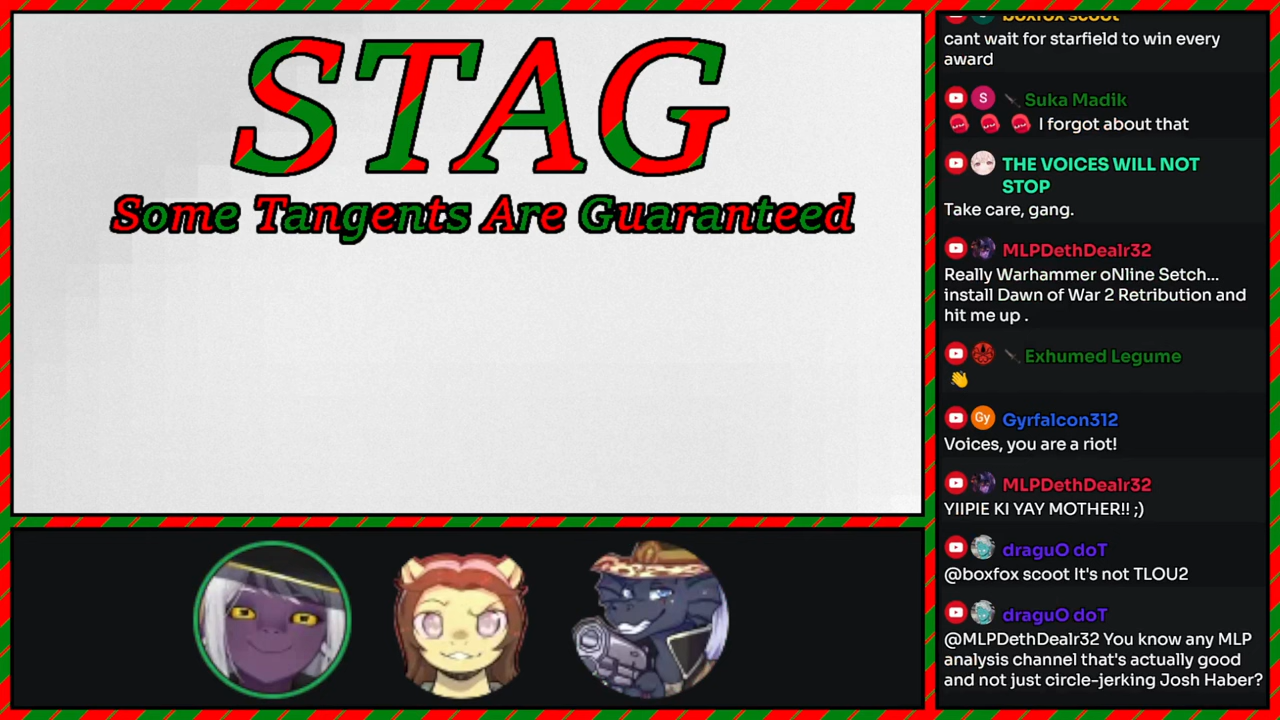 STAG
Some Tangents Are Guaranteed
boxfox scoot
cant wait for starfield to win every
award
S Suka Madik
I forgot about that
THE VOICES WILL NOT
STOP
Take care, gang.
MLPDethDealr32
Really Warhammer oNline Setch...
install Dawn of War 2 Retribution and
hit me up .
Exhumed Legume
Gy Gyrfalcon312
Voices, you are a riot!
MLPDethDealr32
YIIPIE KI YAY MOTHER!! ;)
draguO doT
@boxfox scoot It's not TLOU2
draguO doT
@MLPDethDealr32 You know any MLP
analysis channel that's actually good
and not just circle-jerking Josh Haber?